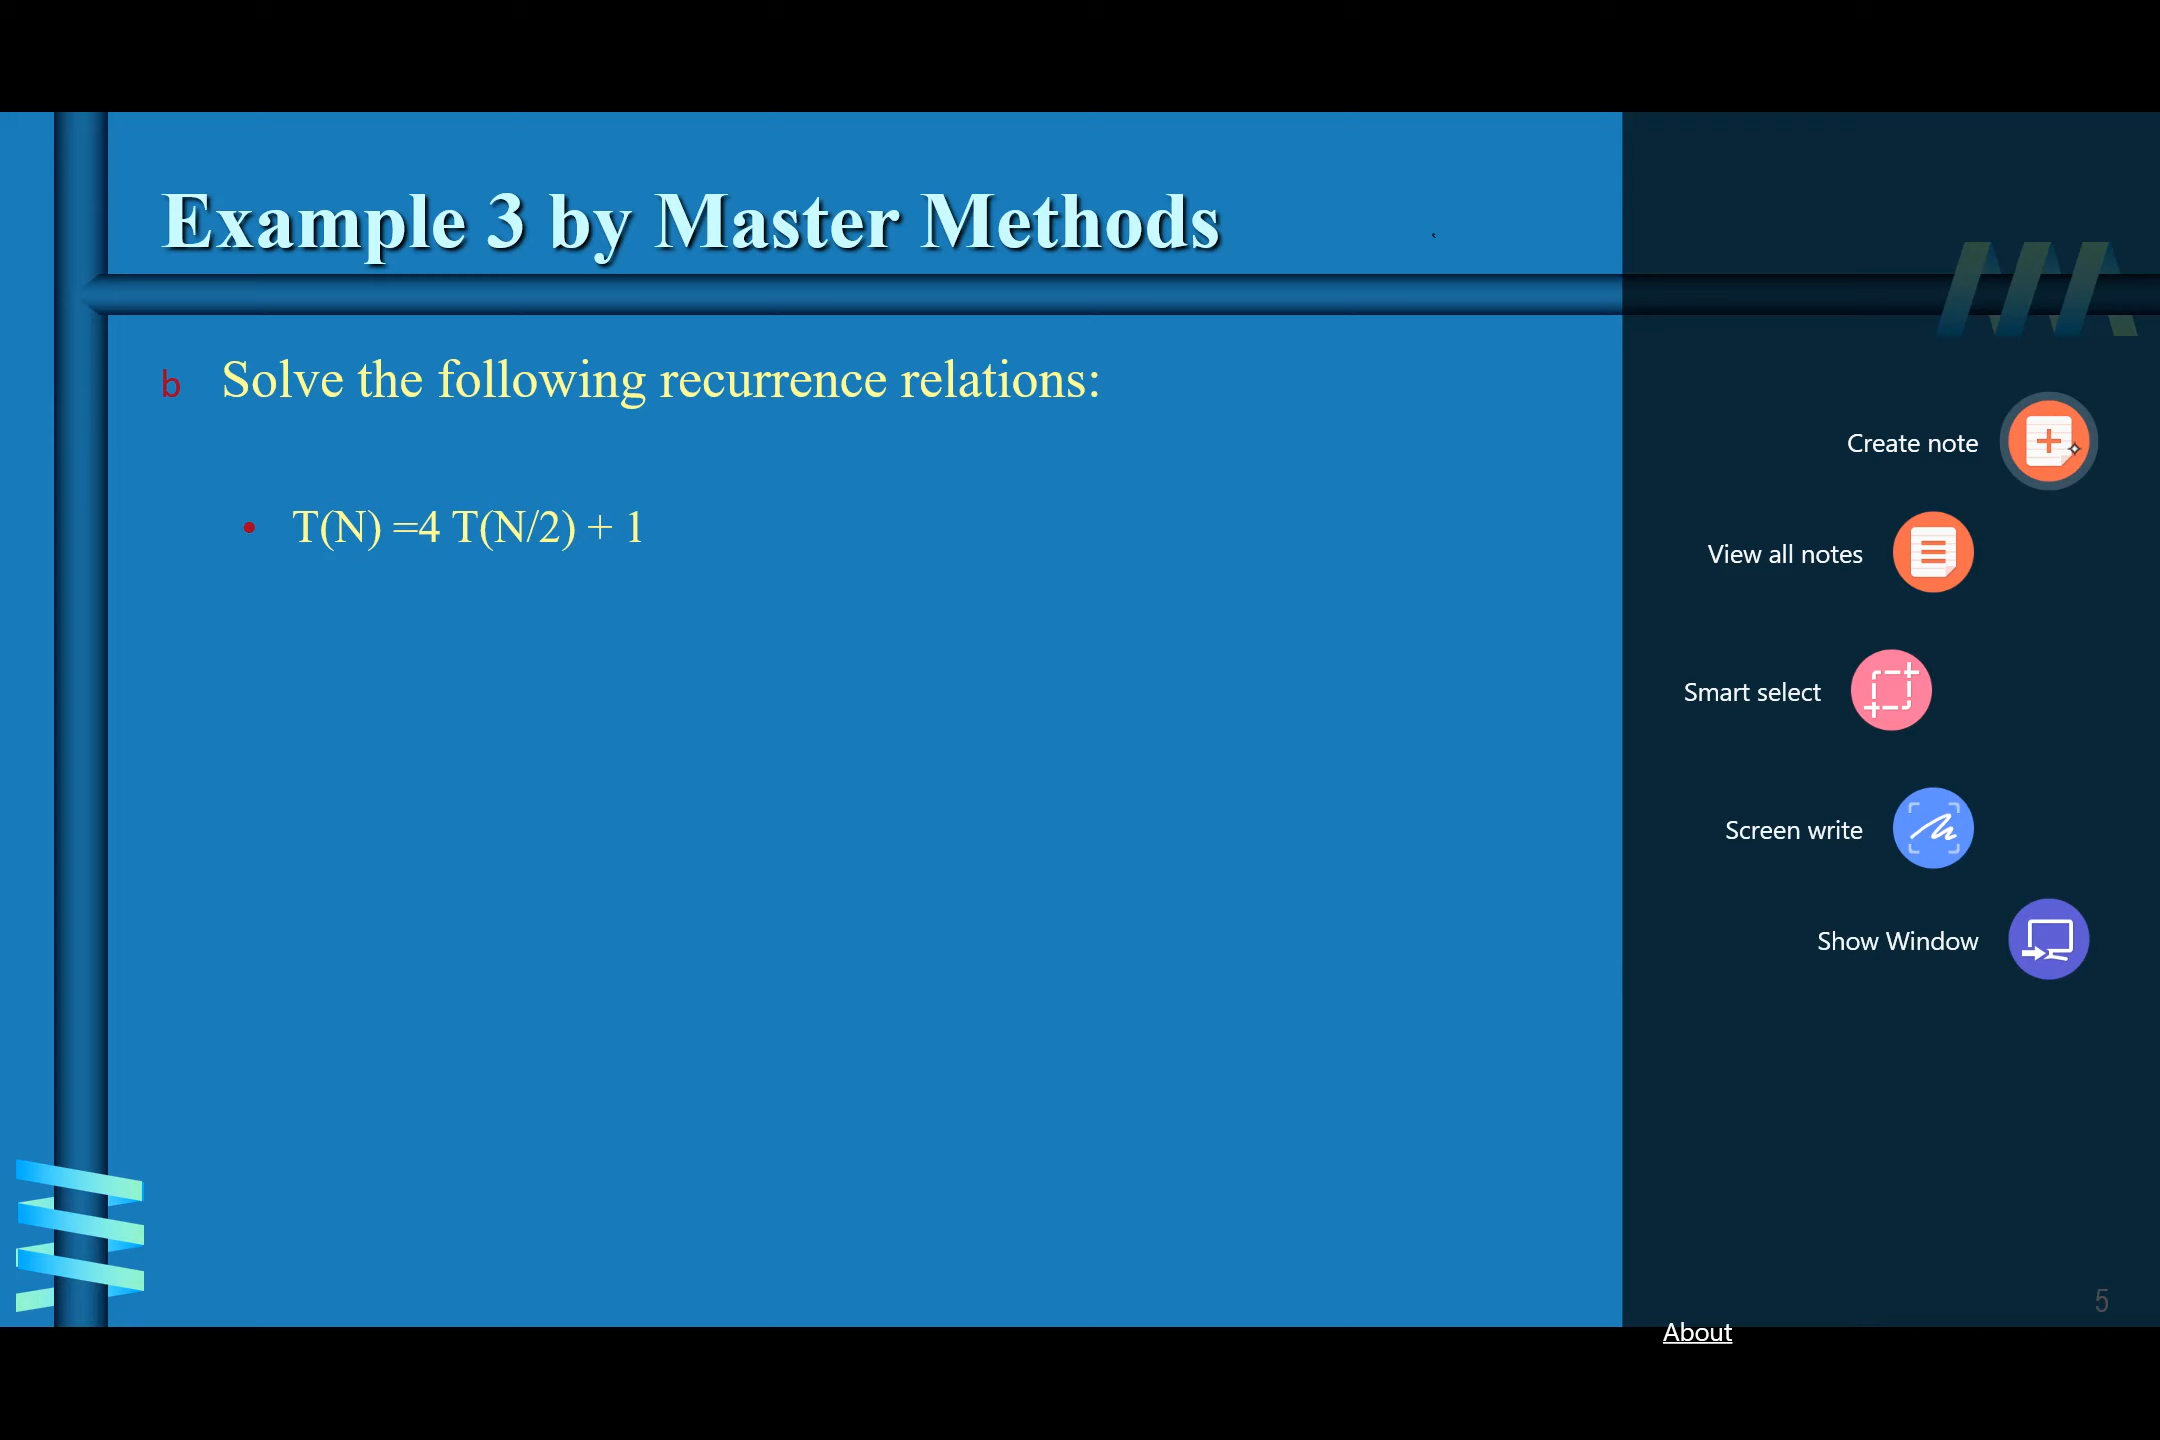 Example 3 by Master Methods
b Solve the following recurrence relations:
• T(N) =4 T(N/2) + 1
Create note
View all notes
Smart select
Screen write
Show Window
5
About